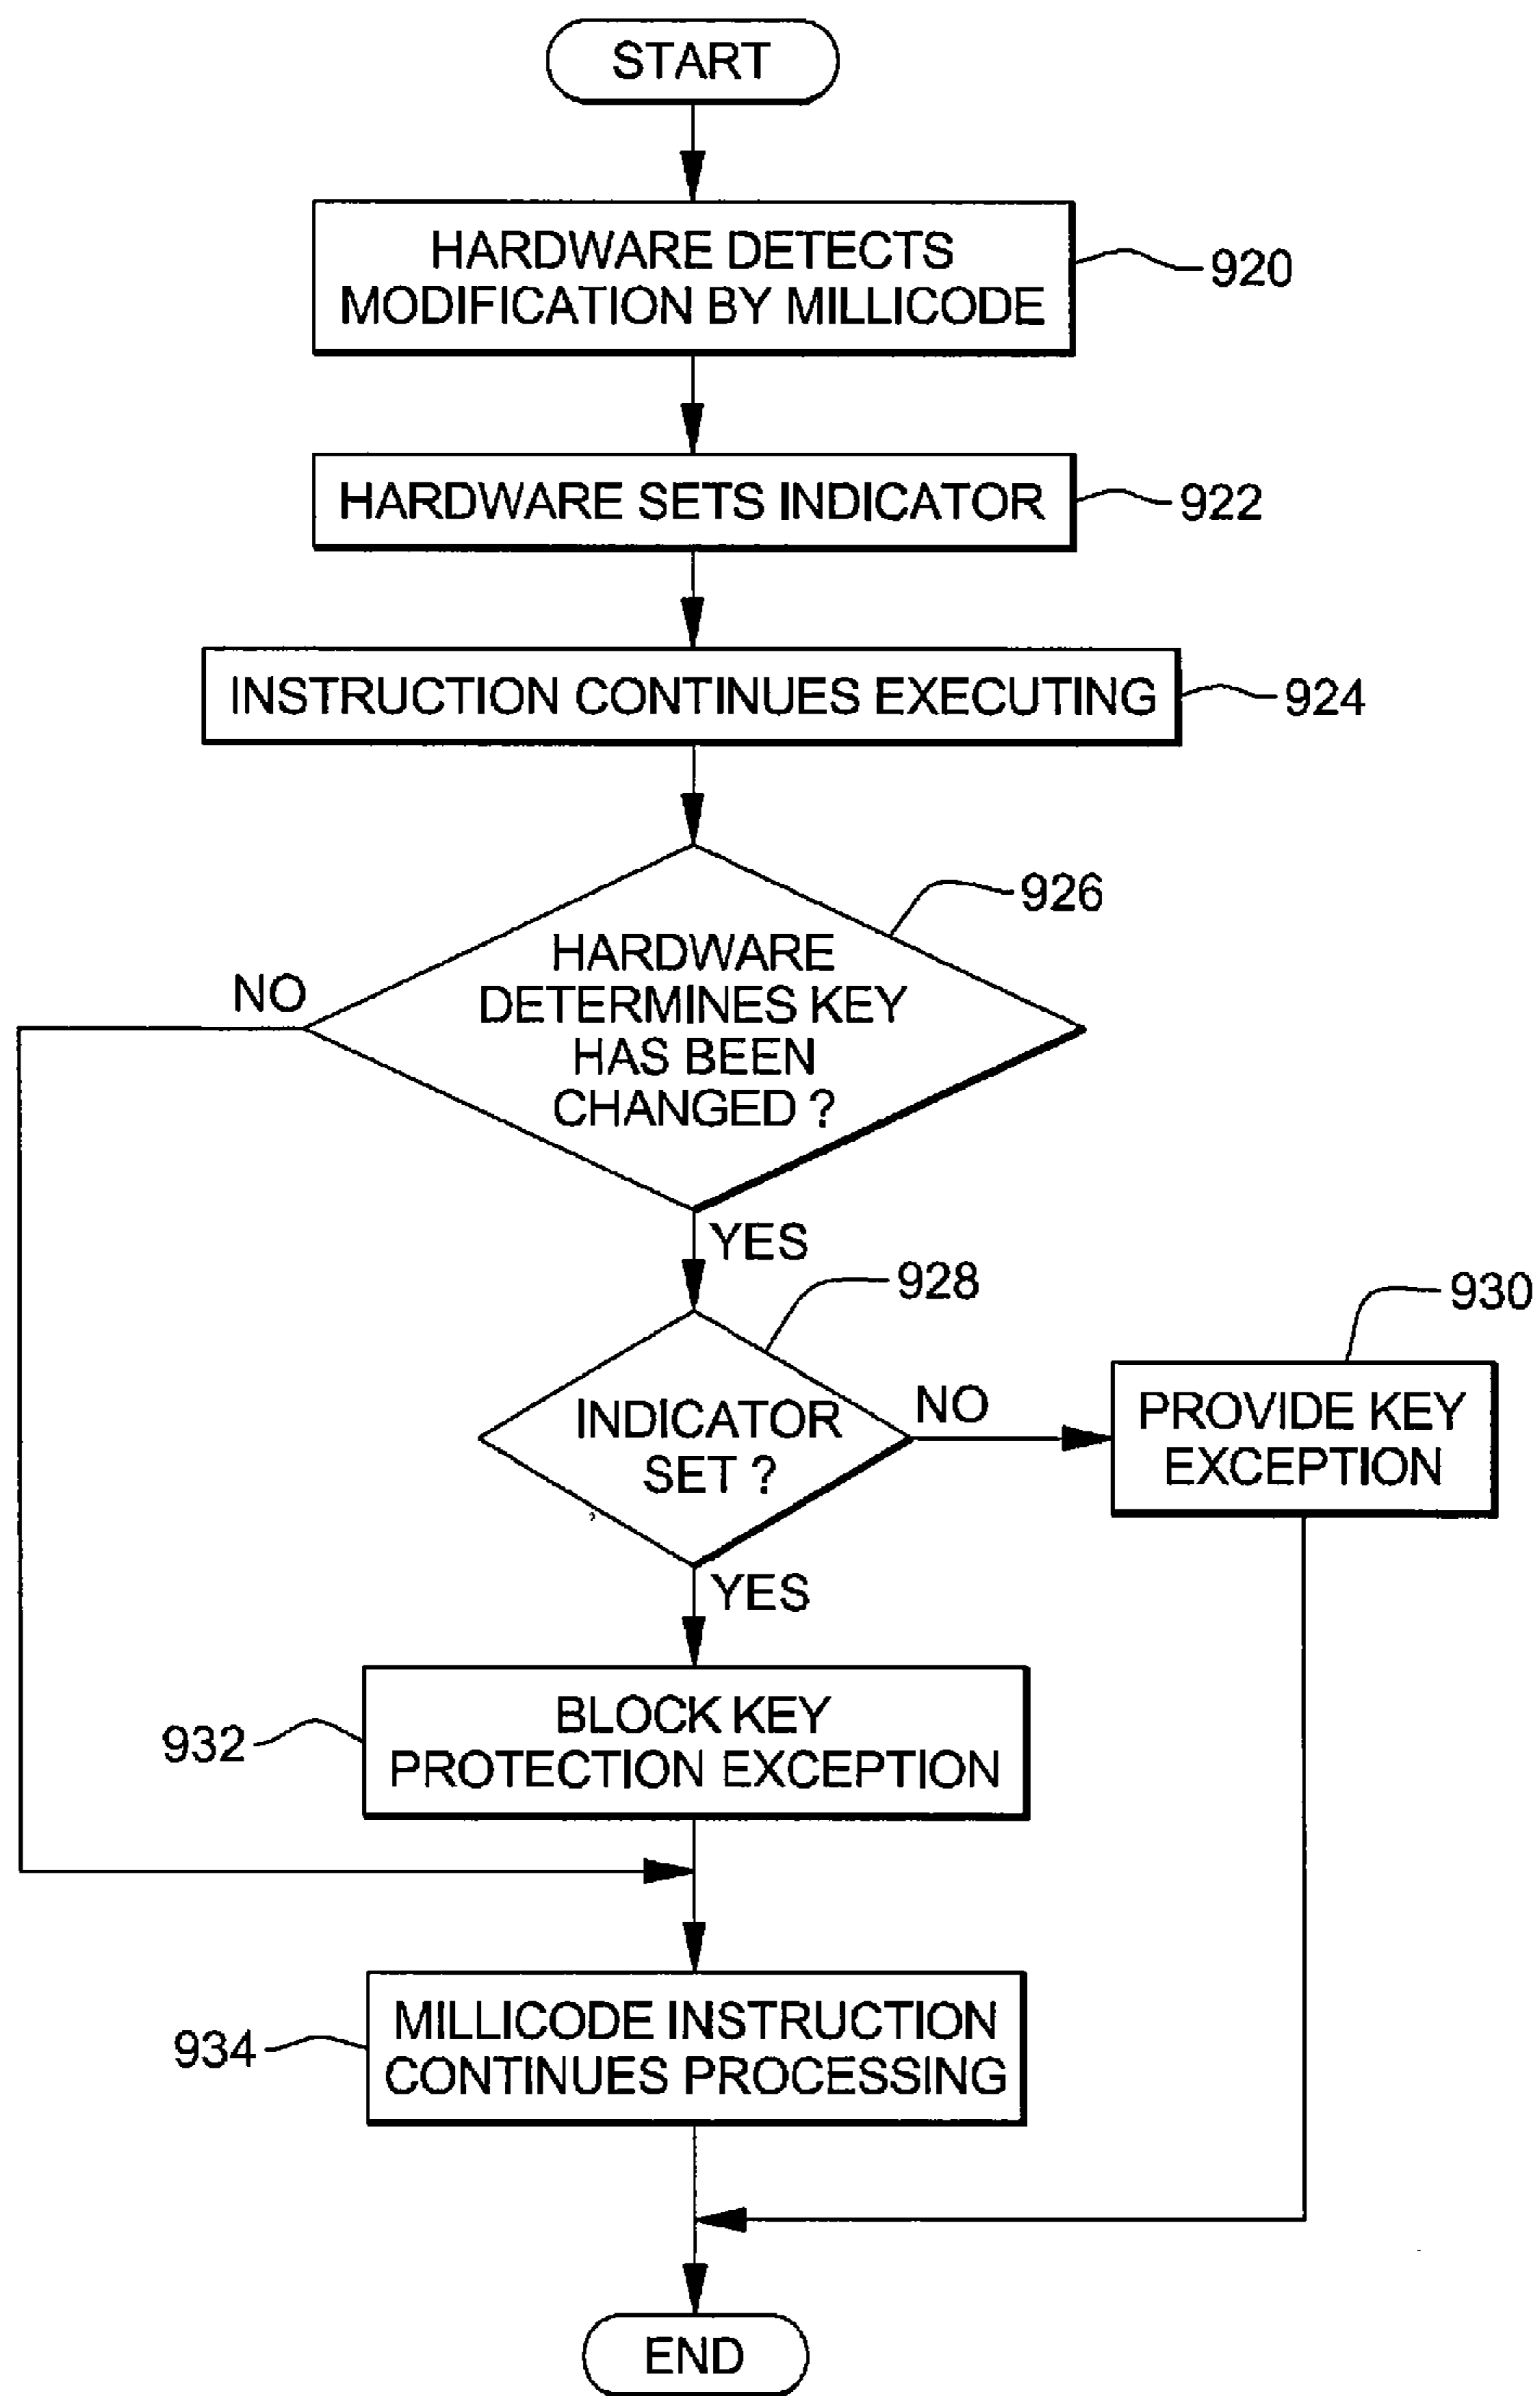 START
HARDWARE DETECTS
MODIFICATION BY MILLICODE
920
HARDWARE SETS INDICATOR
922
INSTRUCTION CONTINUES EXECUTING
924
926
HARDWARE
DETERMINES KEY
HAS BEEN
CHANGED ?
NO
YES
928
INDICATOR
SET ?
NO
930
PROVIDE KEY
EXCEPTION
YES
932
BLOCK KEY
PROTECTION EXCEPTION
934
MILLICODE INSTRUCTION
CONTINUES PROCESSING
END